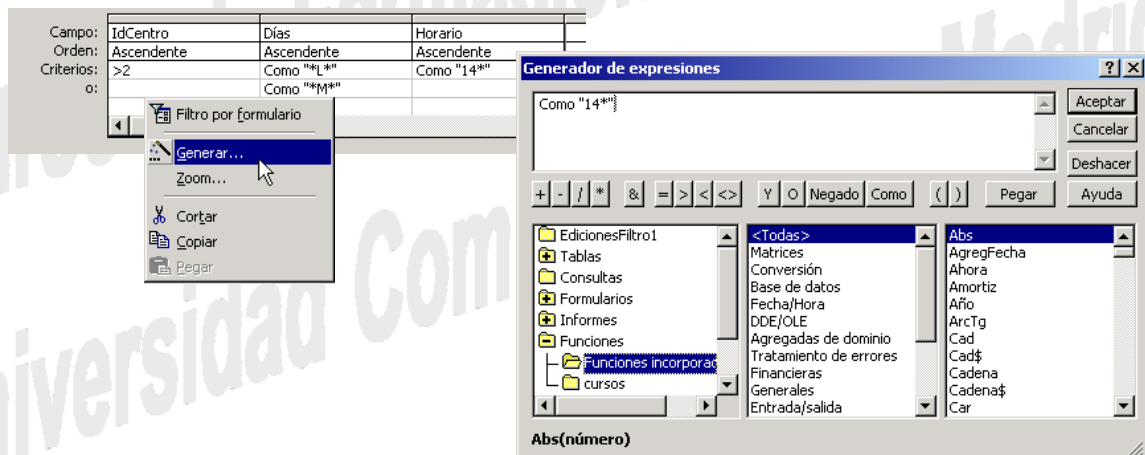 Campo: IdCentro Días Horario
Orden: Ascendente Ascendente Ascendente
Criterios: >2 Como "*L*" Como "14*"
o: Como "*M*"
Filtro por formulario
Generar...
Zoom...
Cortar
Copiar
Pegar
Generador de expresiones
Como "14*"
Aceptar
Cancelar
Deshacer
+ - / * & = > < <> Y O Negado Como ( ) Pegar Ayuda
EdicionesFiltro1
Tablas
Consultas
Formularios
Informes
Funciones
Funciones incorporac
cursos
<Todas>
Matrices
Conversión
Base de datos
Fecha/Hora
DDE/OLE
Agregadas de dominio
Tratamiento de errores
Financieras
Generales
Entrada/salida
Abs
AgregFecha
Ahora
Amortiz
Año
ArcTg
Cad
Cad$
Cadena
Cadena$
Car
Abs(número)